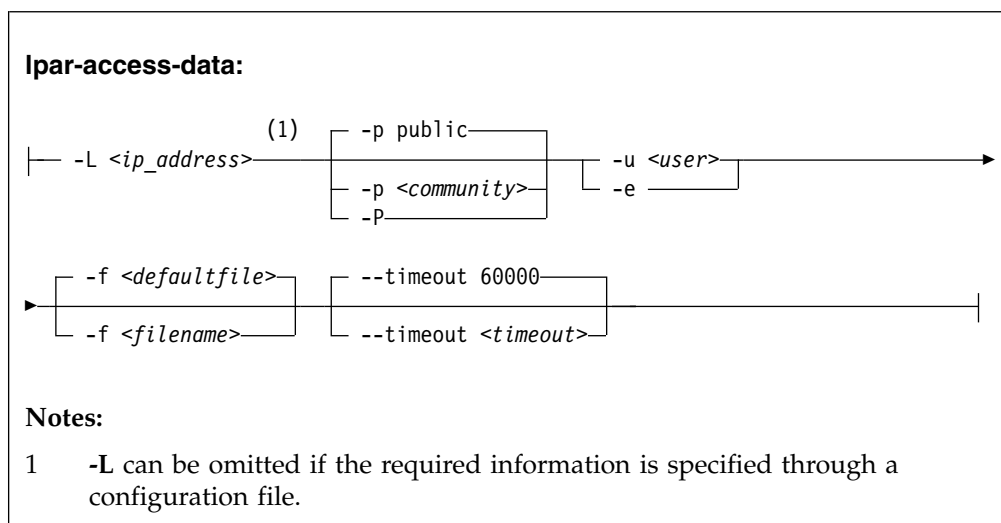 lpar-access-data:
(1) -p public
-L <ip_address> -u <user>
-p <community> -e
-P
-f <defaultfile> --timeout 60000
-f <filename> --timeout <timeout>
Notes:
1 -L can be omitted if the required information is specified through a
configuration file.